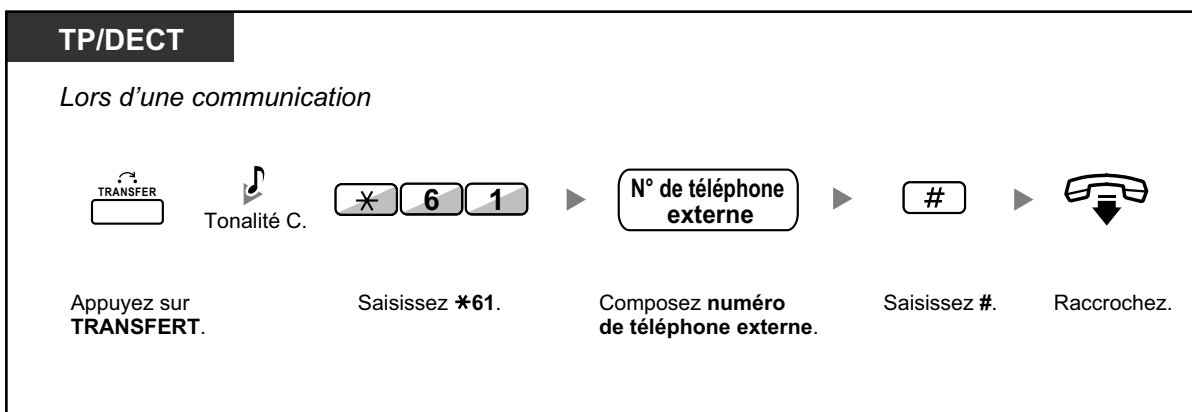 TP/DECT
Lors d’une communication
TRANSFER
Tonalité C.
* 6 1
N° de téléphone
externe
#
Appuyez sur
TRANSFERT.
Saisissez *61.
Composez numéro
de téléphone externe.
Saisissez #.
Raccrochez.